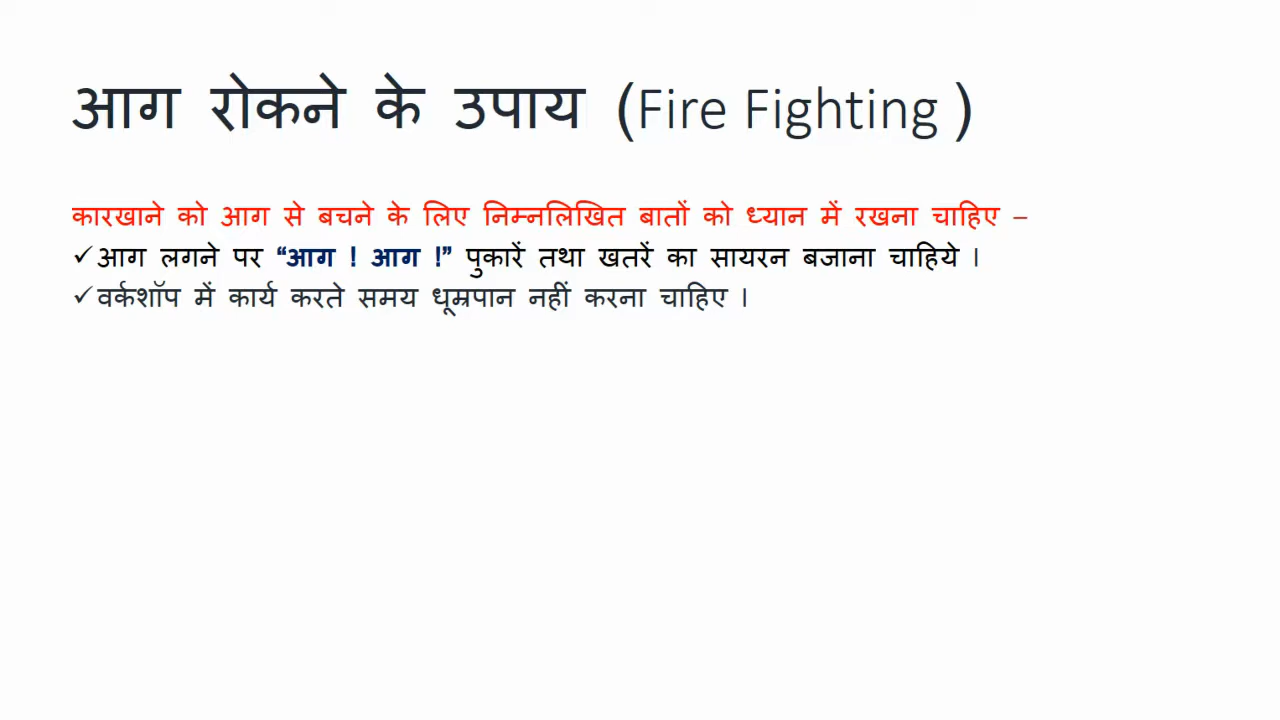 आग रोकने के उपाय (Fire Fighting )
कारखाने को आग से बचने के लिए निम्नलिखित बातों को ध्यान में रखना चाहिए –
✓आग लगने पर “आग ! आग !” पुकारें तथा खतरें का सायरन बजाना चाहिये ।
✓वर्कशॉप में कार्य करते समय धूम्रपान नहीं करना चाहिए ।